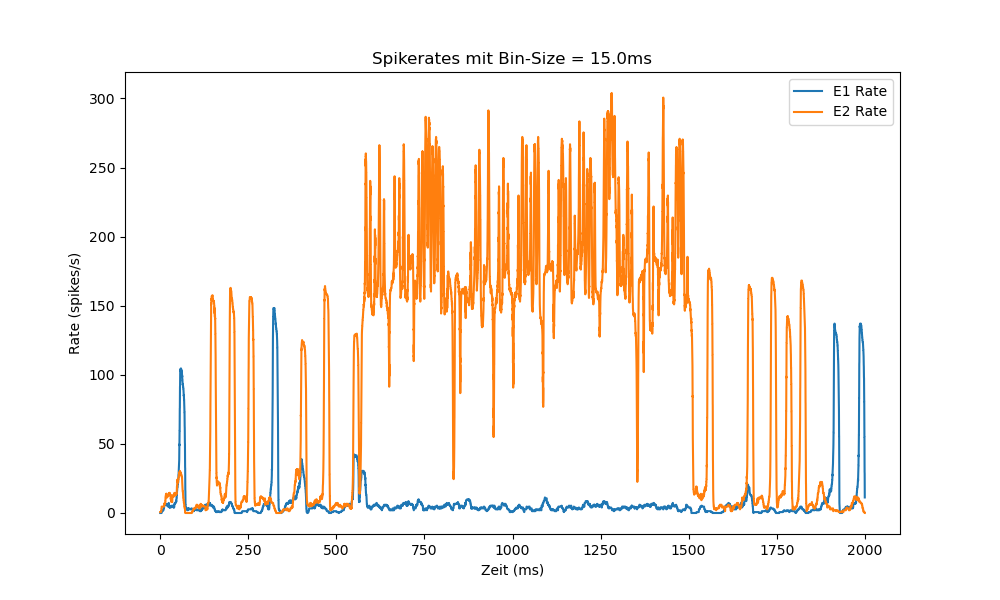 Spikerates mit Bin-Size = 15.0ms
E1 Rate
E2 Rate
Rate (spikes/s)
300
250
200
150
100
50
0
0 250 500 750 1000 1250 1500 1750 2000
Zeit (ms)